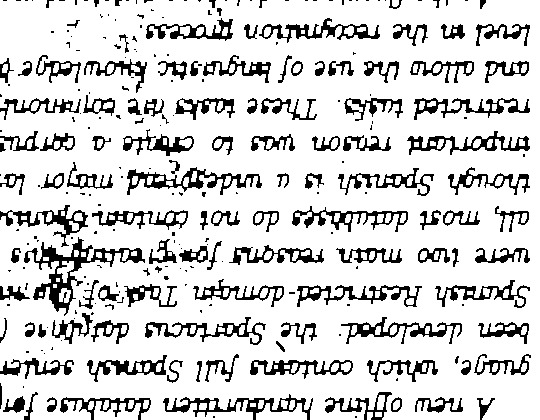 A new offline handwritten database for
guage, which contains full Spanish senten
been developed: the Spartacus database (
Spanish Restricted-domain Task of
were two main reasons for creating this
all, most databases do not contain Spanis
though Spanish is a widespread major la
important reason was to create a corpus
restricted tasks. These tasks are commonl
and allow the use of linguistic knowledge b
level in the recognition process